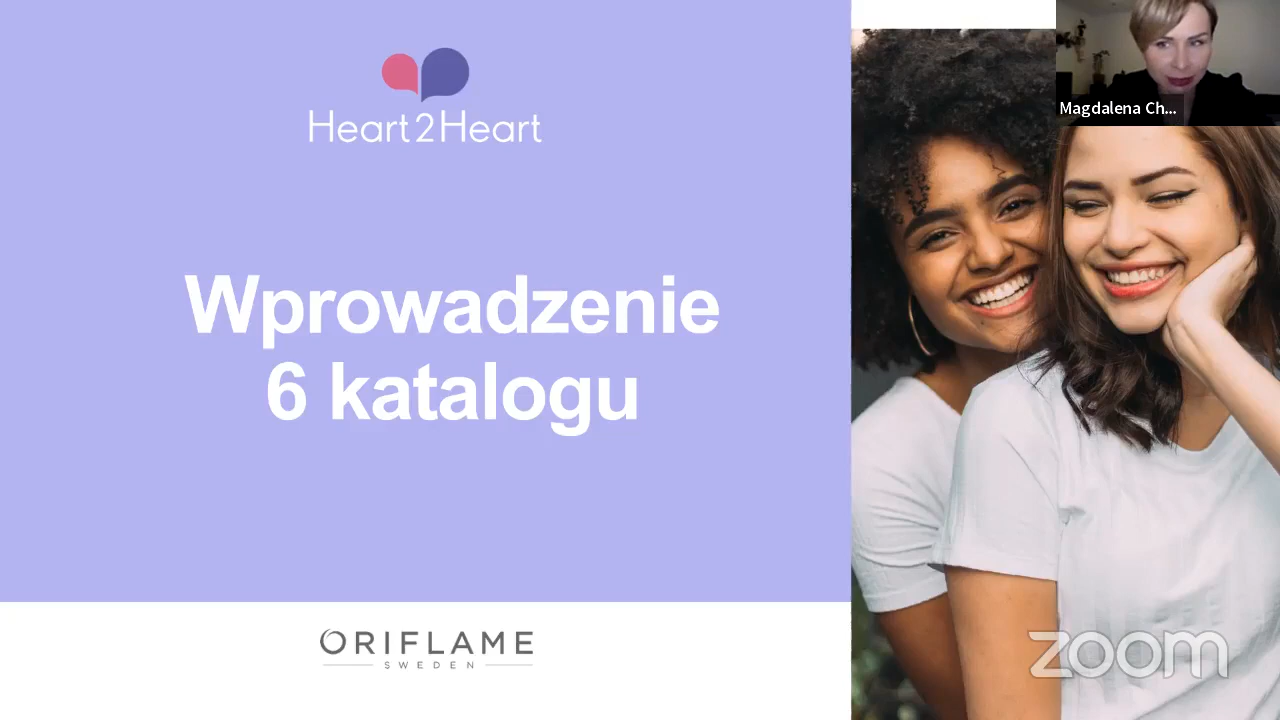 Heart2Heart
Magdalena Ch...
Wprowadzenie
6 katalogu
ORIFLAME
SWEDEN
zoom